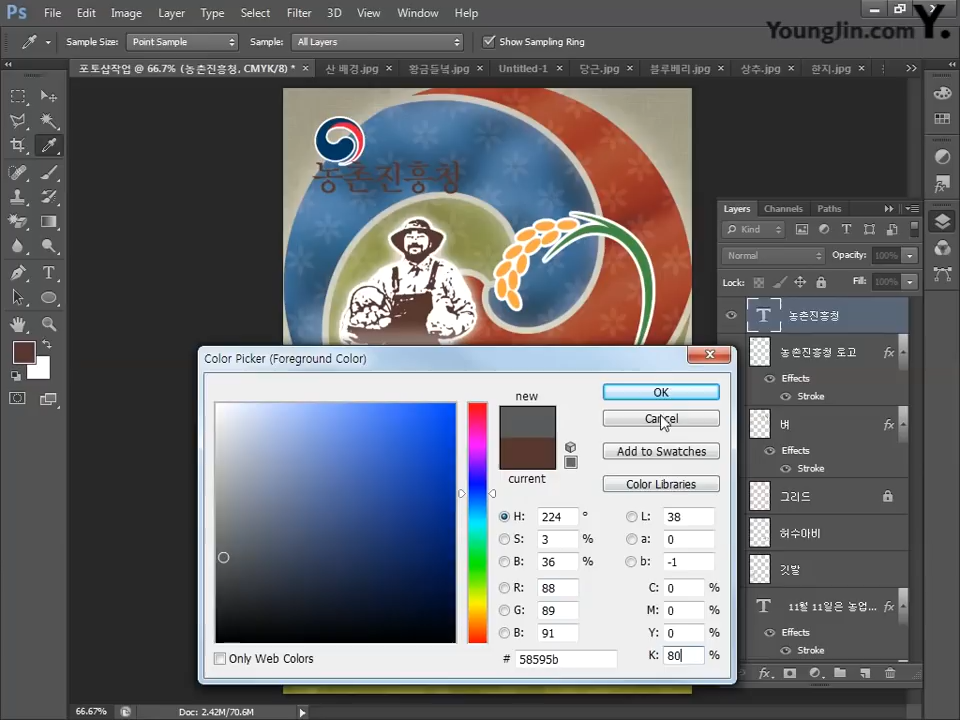 Ps File Edit Image Layer Type Select Filter 3D View Window Help
YoungJin.com Y.
Sample Size: Point Sample Sample: All Layers Show Sampling Ring
포토샵작업 @ 66.7% (농촌진흥청, CMYK/8) * × 산 배경.jpg × 황금들녘.jpg × Untitled-1 × 당근.jpg × 블루베리.jpg × 상추.jpg × 한지.jpg ×
농촌진흥청
Layers Channels Paths
Kind
Normal Opacity: 100%
Lock: Fill: 100%
T 농촌진흥청
농촌진흥청 로고 fx
Effects
Stroke
벼 fx
Effects
Stroke
그리드
허수아비
깃발
T 11월 11일은 농업... fx
Effects
Stroke
Color Picker (Foreground Color)
new
current
OK
Cancel
Add to Swatches
Color Libraries
H: 224 °
S: 3 %
B: 36 %
R: 88
G: 89
B: 91
# 58595b
L: 38
a: 0
b: -1
C: 0 %
M: 0 %
Y: 0 %
K: 80 %
Only Web Colors
66.67% Doc: 2.42M/70.6M